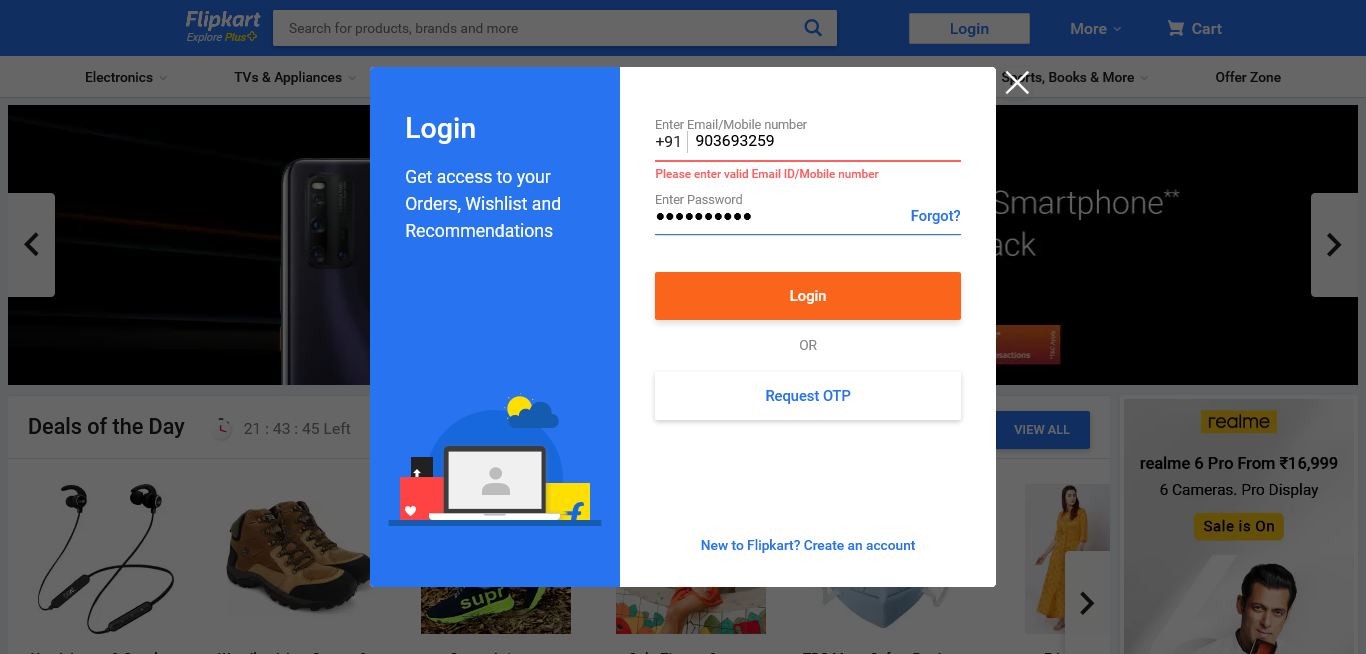 Flipkart
Explore Plus
Search for products, brands and more
Login
More
Cart
Electronics
TVs & Appliances
Sports, Books & More
Offer Zone
Login
Get access to your
Orders, Wishlist and
Recommendations
Enter Email/Mobile number
+91 903693259
Please enter valid Email ID/Mobile number
Enter Password
Forgot?
Login
OR
Request OTP
New to Flipkart? Create an account
Smartphone**
Deals of the Day
21 : 43 : 45 Left
VIEW ALL
realme
realme 6 Pro From ₹16,999
6 Cameras. Pro Display
Sale is On
supr